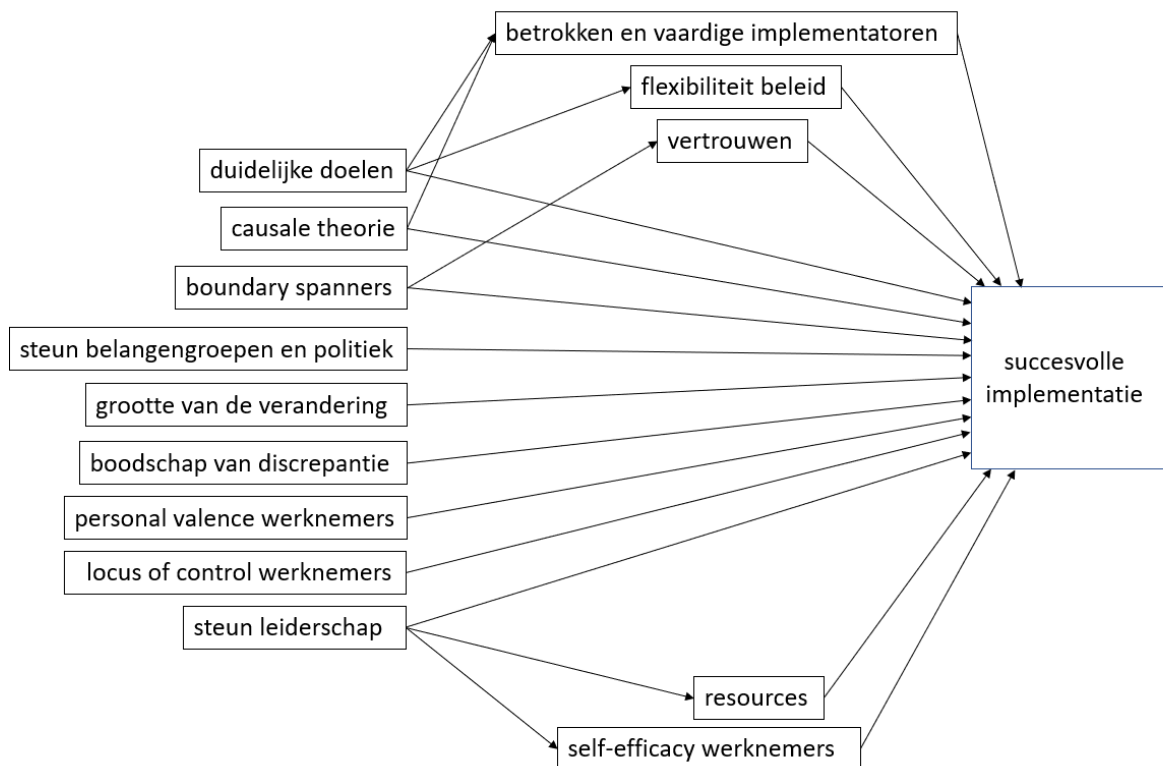 betrokken en vaardige implementatoren
flexibiliteit beleid
vertrouwen
duidelijke doelen
causale theorie
boundary spanners
steun belangengroepen en politiek
succesvolle
implementatie
grootte van de verandering
boodschap van discrepantie
personal valence werknemers
locus of control werknemers
steun leiderschap
resources
self-efficacy werknemers